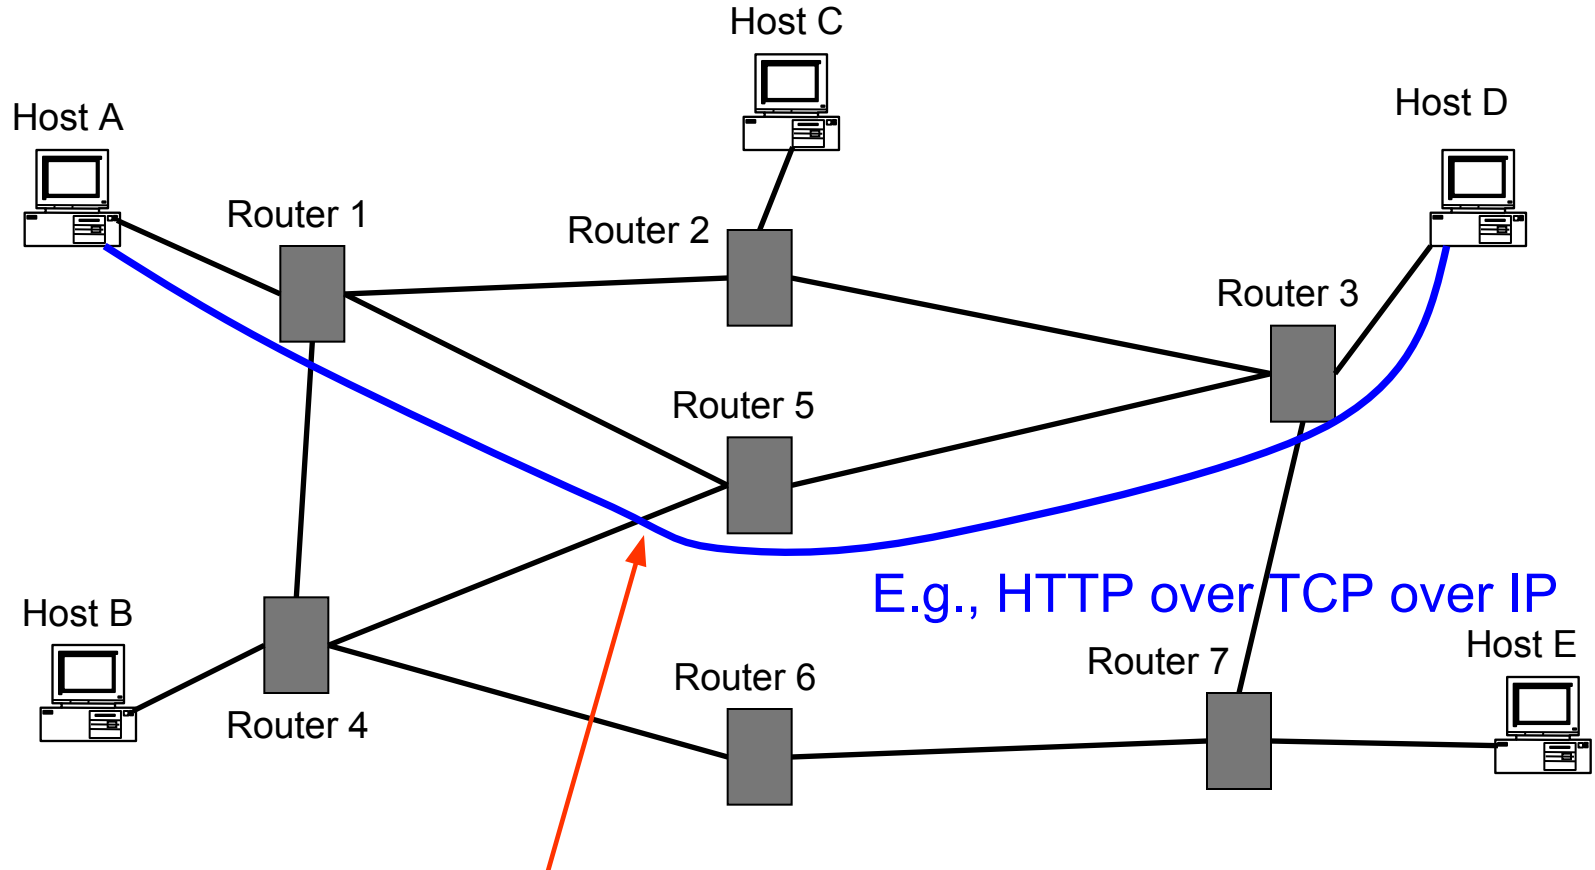 Host C
Host A
Host D
Router 1
Router 2
Router 3
Router 5
E.g., HTTP over TCP over IP
Host B
Host E
Router 7
Router 6
Router 4